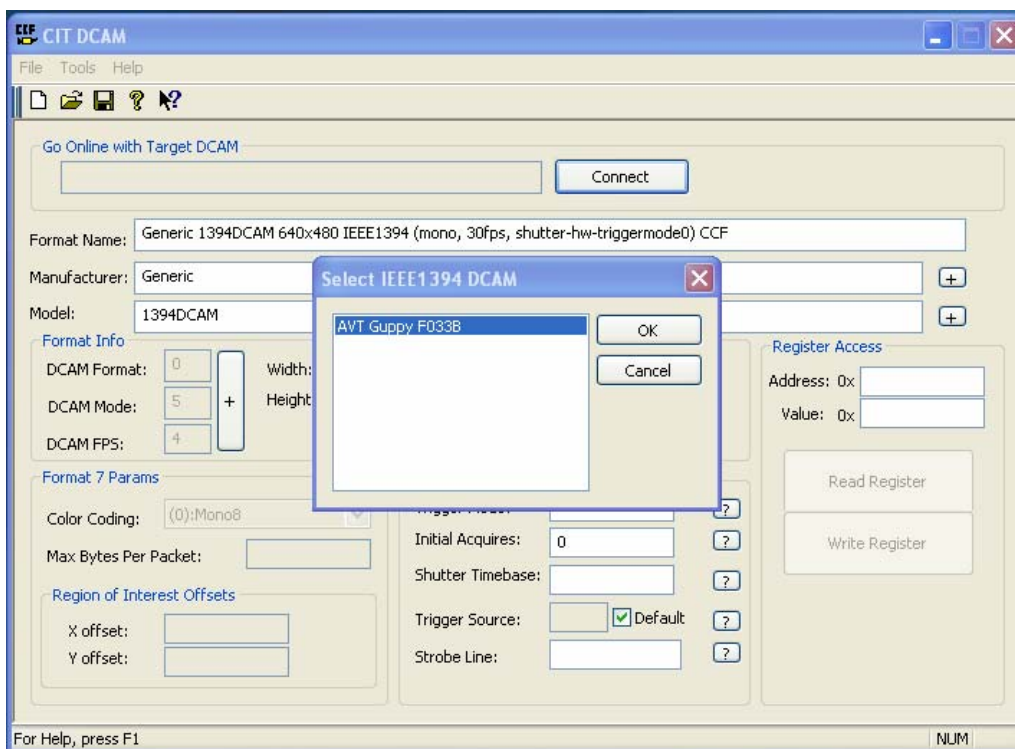 CCF CIT DCAM
File Tools Help
Go Online with Target DCAM
Connect
Format Name: Generic 1394DCAM 640x480 IEEE1394 (mono, 30fps, shutter-hw-triggermode0) CCF
Manufacturer: Generic +
Model: 1394DCAM +
Select IEEE1394 DCAM
AVT Guppy F033B
OK
Cancel
Format Info
DCAM Format: 0 Width:
DCAM Mode: 5 + Height
DCAM FPS: 4
Register Access
Address: 0x
Value: 0x
Read Register
Write Register
Format 7 Params
Color Coding: (0):Mono8
Max Bytes Per Packet:
Region of Interest Offsets
X offset:
Y offset:
?
Initial Acquires: 0 ?
Shutter Timebase: ?
Trigger Source: Default ?
Strobe Line: ?
For Help, press F1 NUM